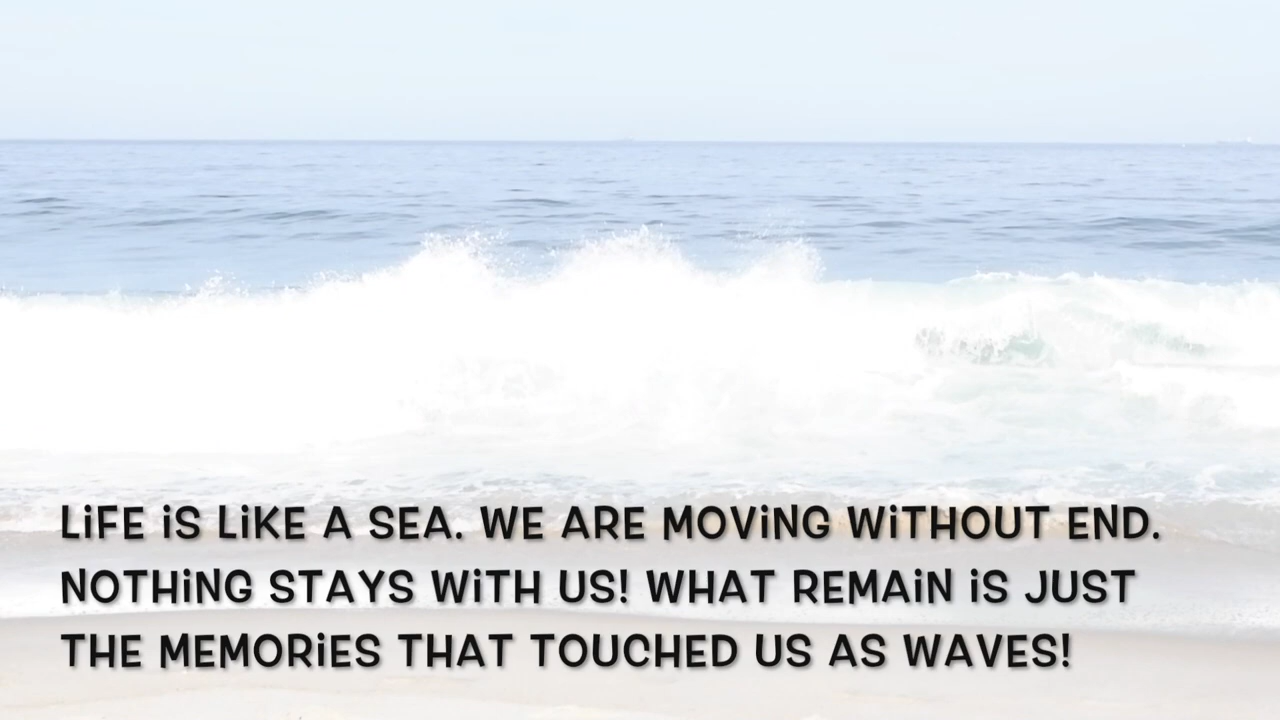 LiFE iS LiKE A SEA. WE ARE MOViNG WiTHOUT END.
NOTHiNG STAYS WiTH US! WHAT REMAiN iS JUST
THE MEMORiES THAT TOUCHED US AS WAVES!